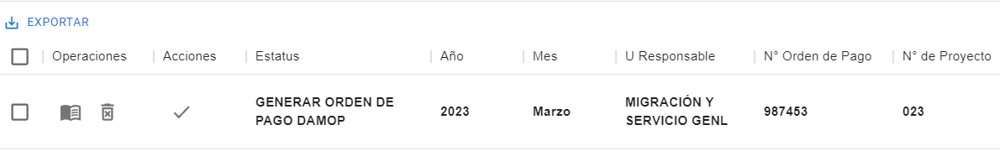 EXPORTAR
Operaciones Acciones Estatus Año Mes U Responsable N° Orden de Pago N° de Proyecto
GENERAR ORDEN DE PAGO DAMOP 2023 Marzo MIGRACIÓN Y SERVICIO GENL 987453 023